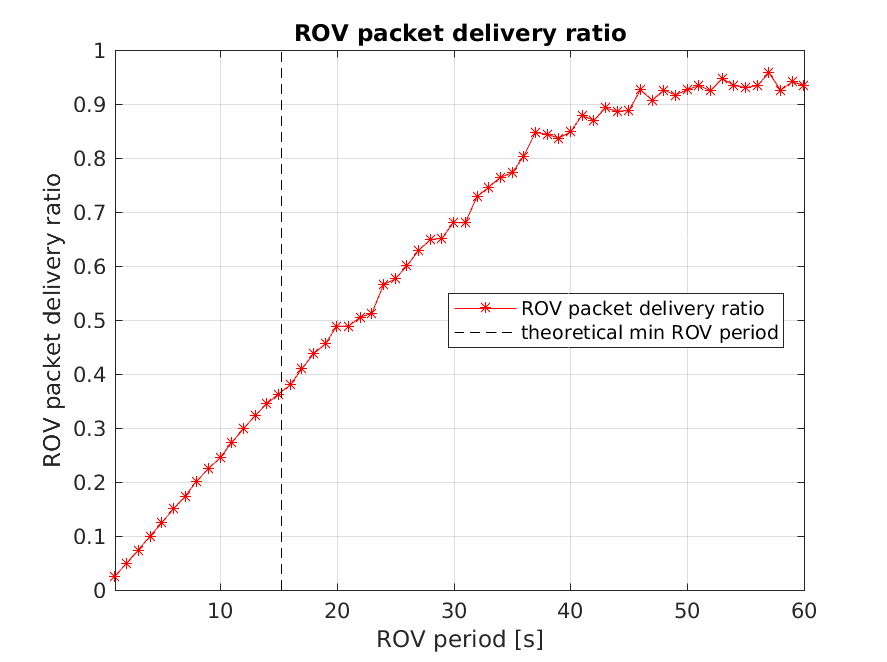 ROV packet delivery ratio
1
0.9
0.8
0.7
0.6
0.5
0.4
0.3
0.2
0.1
0
ROV packet delivery ratio
ROV packet delivery ratio
theoretical min ROV period
10 20 30 40 50 60
ROV period [s]